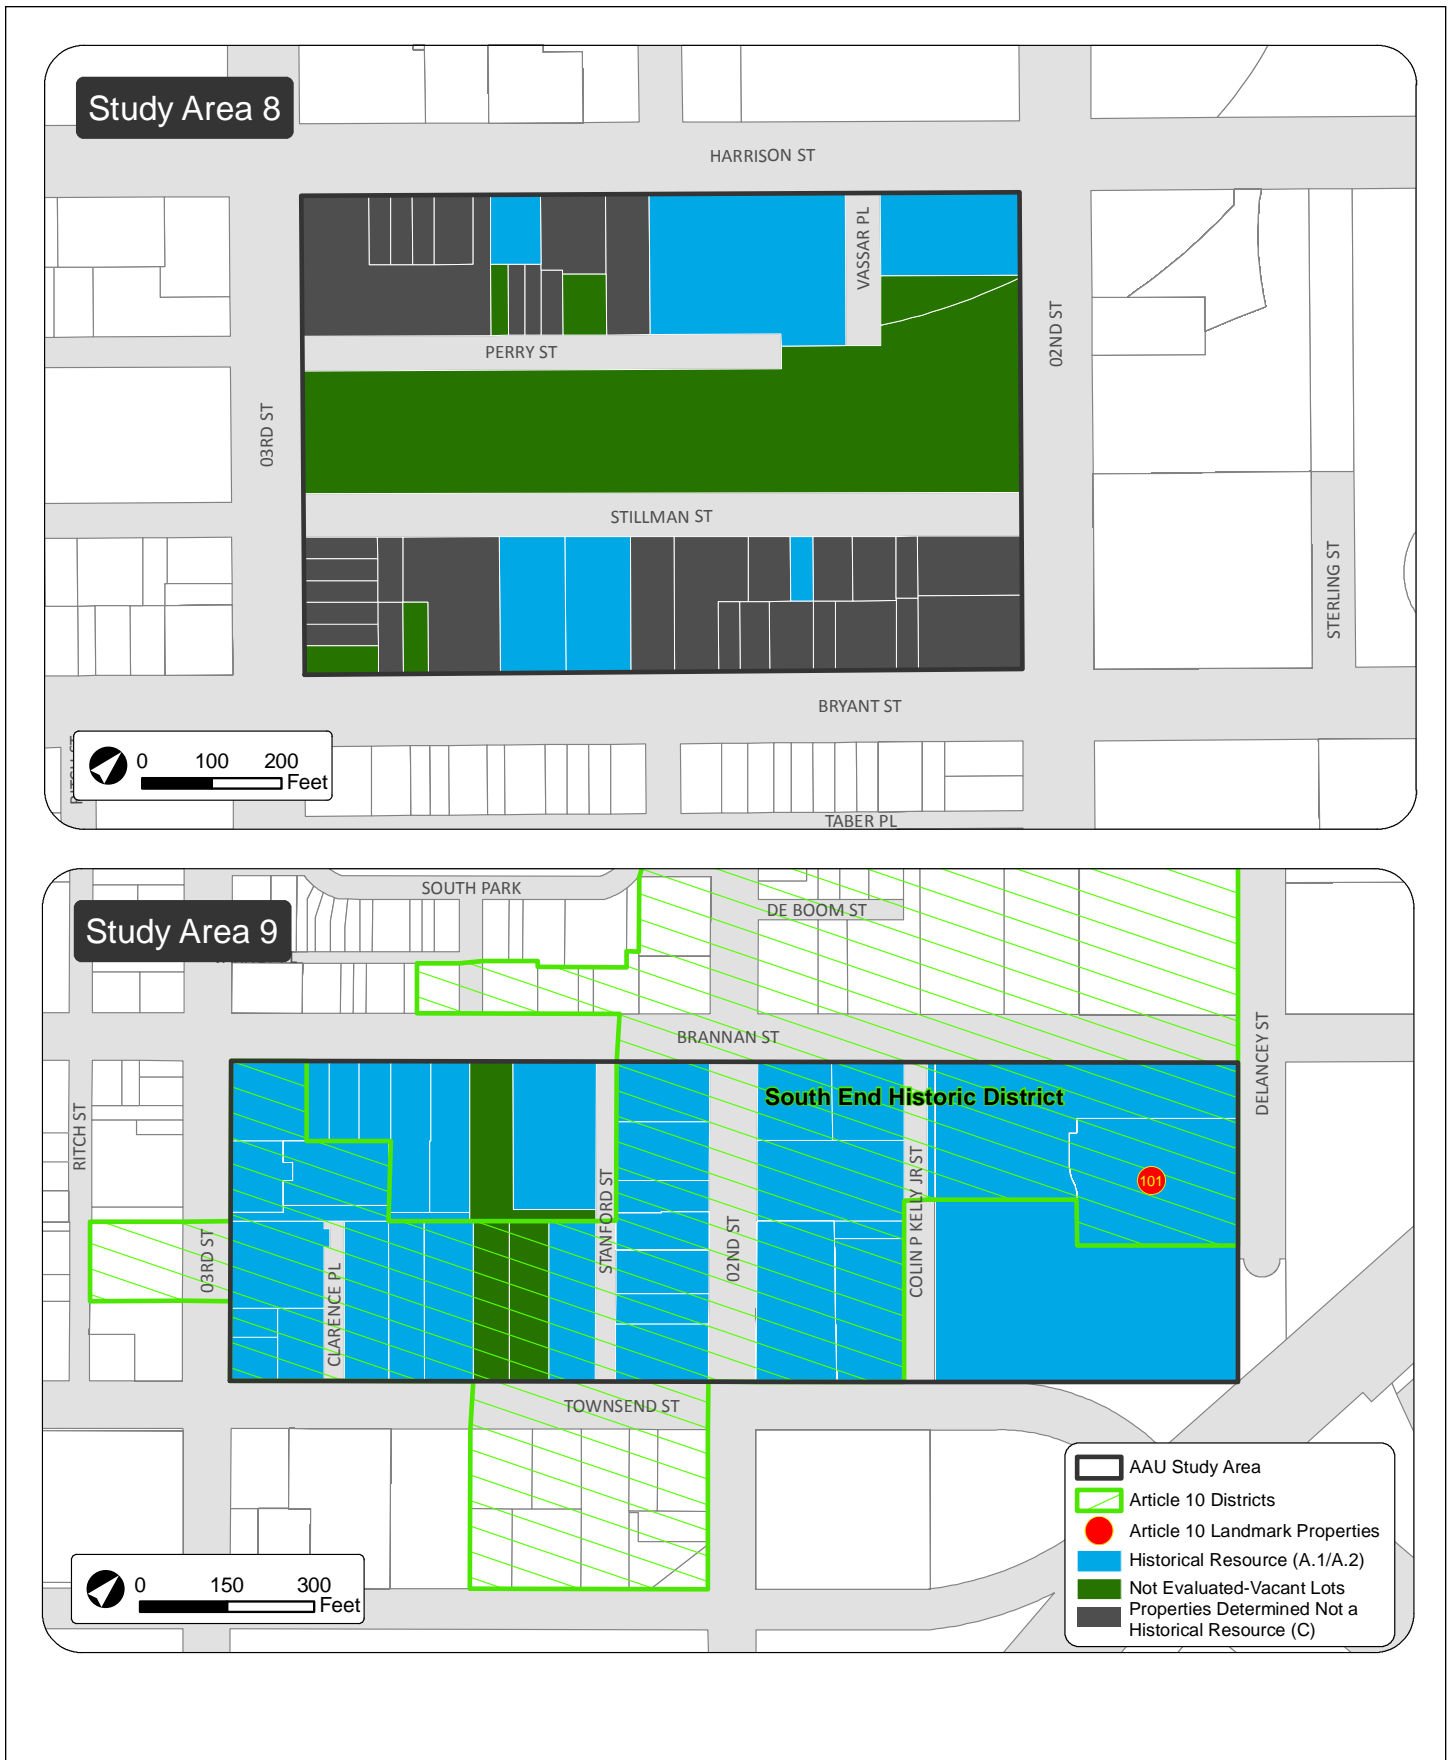 Study Area 8
HARRISON ST
VASSAR PL
02ND ST
PERRY ST
03RD ST
STILLMAN ST
STERLING ST
BRYANT ST
0 100 200
Feet
TABER PL
SOUTH PARK
DE BOOM ST
Study Area 9
BRANNAN ST
DELANCEY ST
South End Historic District
RITCH ST
101
STANFORD ST
COLIN P KELLY JR ST
02ND ST
03RD ST
CLARENCE PL
TOWNSEND ST
AAU Study Area
Article 10 Districts
Article 10 Landmark Properties
Historical Resource (A.1/A.2)
Not Evaluated-Vacant Lots
Properties Determined Not a
Historical Resource (C)
0 150 300
Feet